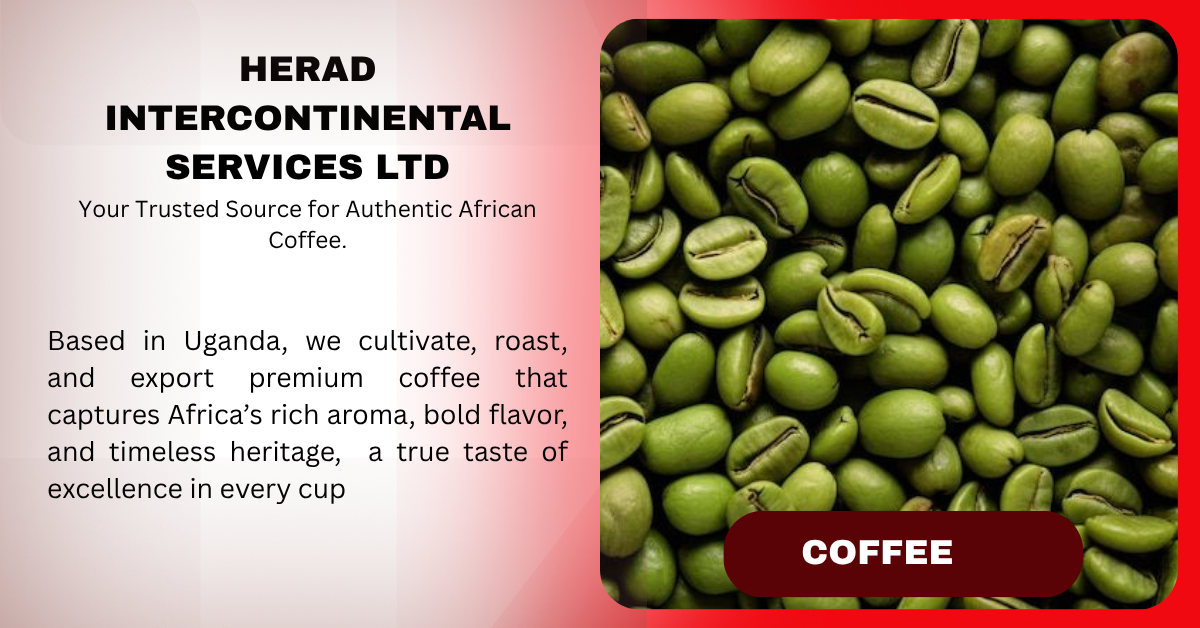 HERAD
INTERCONTINENTAL
SERVICES LTD
Your Trusted Source for Authentic African
Coffee.
Based in Uganda, we cultivate, roast,
and export premium coffee that
captures Africa’s rich aroma, bold flavor,
and timeless heritage,  a true taste of
excellence in every cup
COFFEE